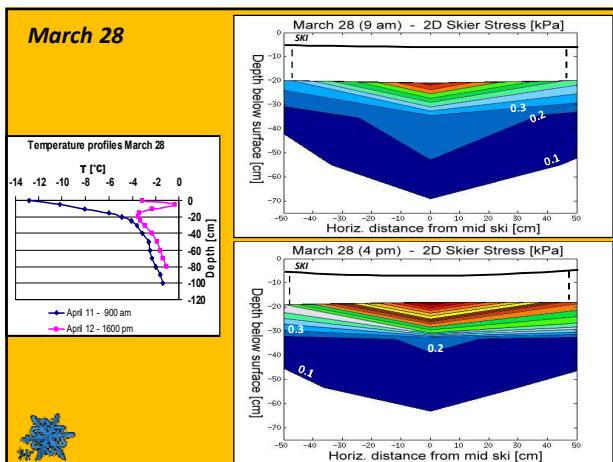 March 28
March 28 (9 am) - 2D Skier Stress [kPa]
SKI
0
-10
-20
-30
-40
-50
-60
-70
Depth below surface [cm]
0.3
0.2
0.1
-50 -40 -30 -20 -10 0 10 20 30 40 50
Horiz. distance from mid ski [cm]
Temperature profiles March 28
T [°C]
-14 -12 -10 -8 -6 -4 -2 0
0
-20
-40
-60
-80
-100
-120
Depth [cm]
April 11 - 900 am
April 12 - 1600 pm
March 28 (4 pm) - 2D Skier Stress [kPa]
SKI
0
-10
-20
-30
-40
-50
-60
-70
Depth below surface [cm]
0.3
0.2
0.1
-50 -40 -30 -20 -10 0 10 20 30 40 50
Horiz. distance from mid ski [cm]